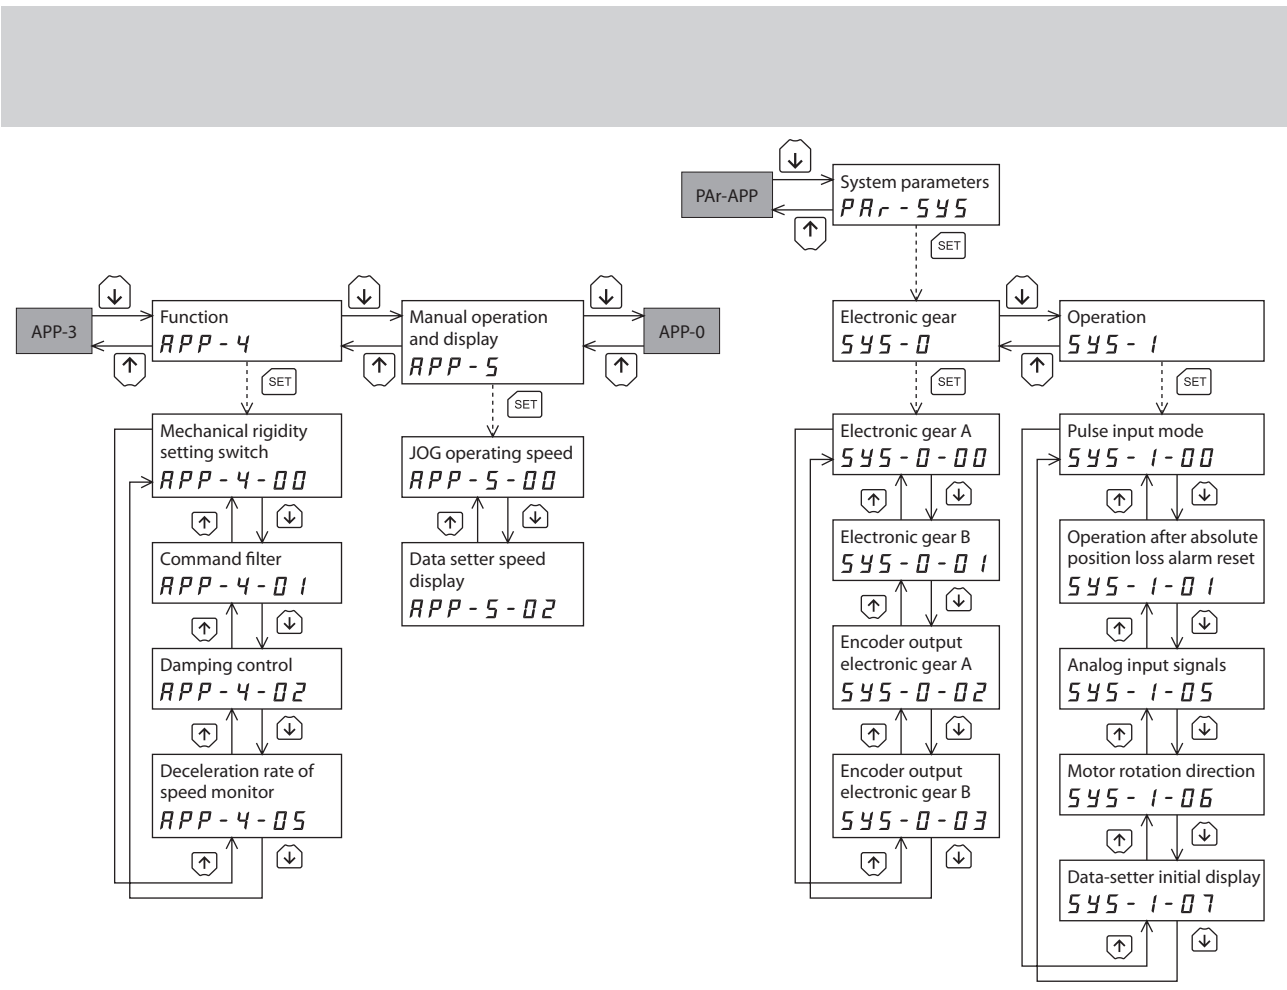 PAr-APP
System parameters
PAr-SYS
SET
APP-3
Function
APP-4
SET
Manual operation
and display
APP-5
SET
APP-0
Mechanical rigidity
setting switch
APP-4-00
Command filter
APP-4-01
Damping control
APP-4-02
Deceleration rate of
speed monitor
APP-4-05
JOG operating speed
APP-5-00
Data setter speed
display
APP-5-02
Electronic gear
SYS-0
SET
Operation
SYS-1
SET
Electronic gear A
SYS-0-00
Electronic gear B
SYS-0-01
Encoder output
electronic gear A
SYS-0-02
Encoder output
electronic gear B
SYS-0-03
Pulse input mode
SYS-1-00
Operation after absolute
position loss alarm reset
SYS-1-01
Analog input signals
SYS-1-05
Motor rotation direction
SYS-1-06
Data-setter initial display
SYS-1-07